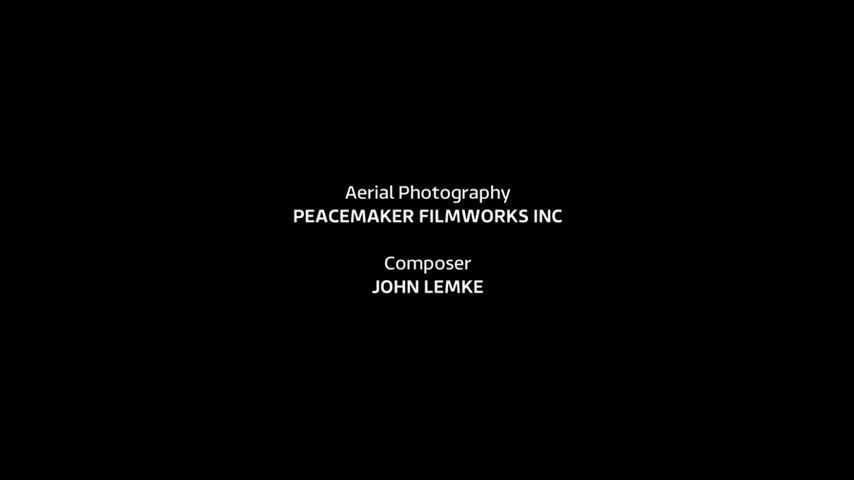 Aerial Photography
PEACEMAKER FILMWORKS INC
Composer
JOHN LEMKE